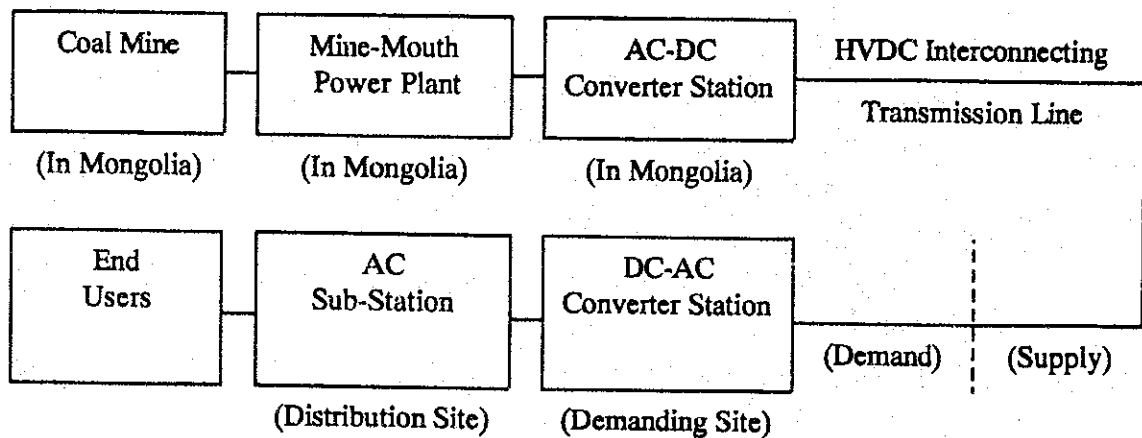 Coal Mine
Mine-Mouth
Power Plant
AC-DC
Converter Station
HVDC Interconnecting
Transmission Line
(In Mongolia)
(In Mongolia)
(In Mongolia)
End
Users
AC
Sub-Station
DC-AC
Converter Station
(Demand)
(Supply)
(Distribution Site)
(Demanding Site)